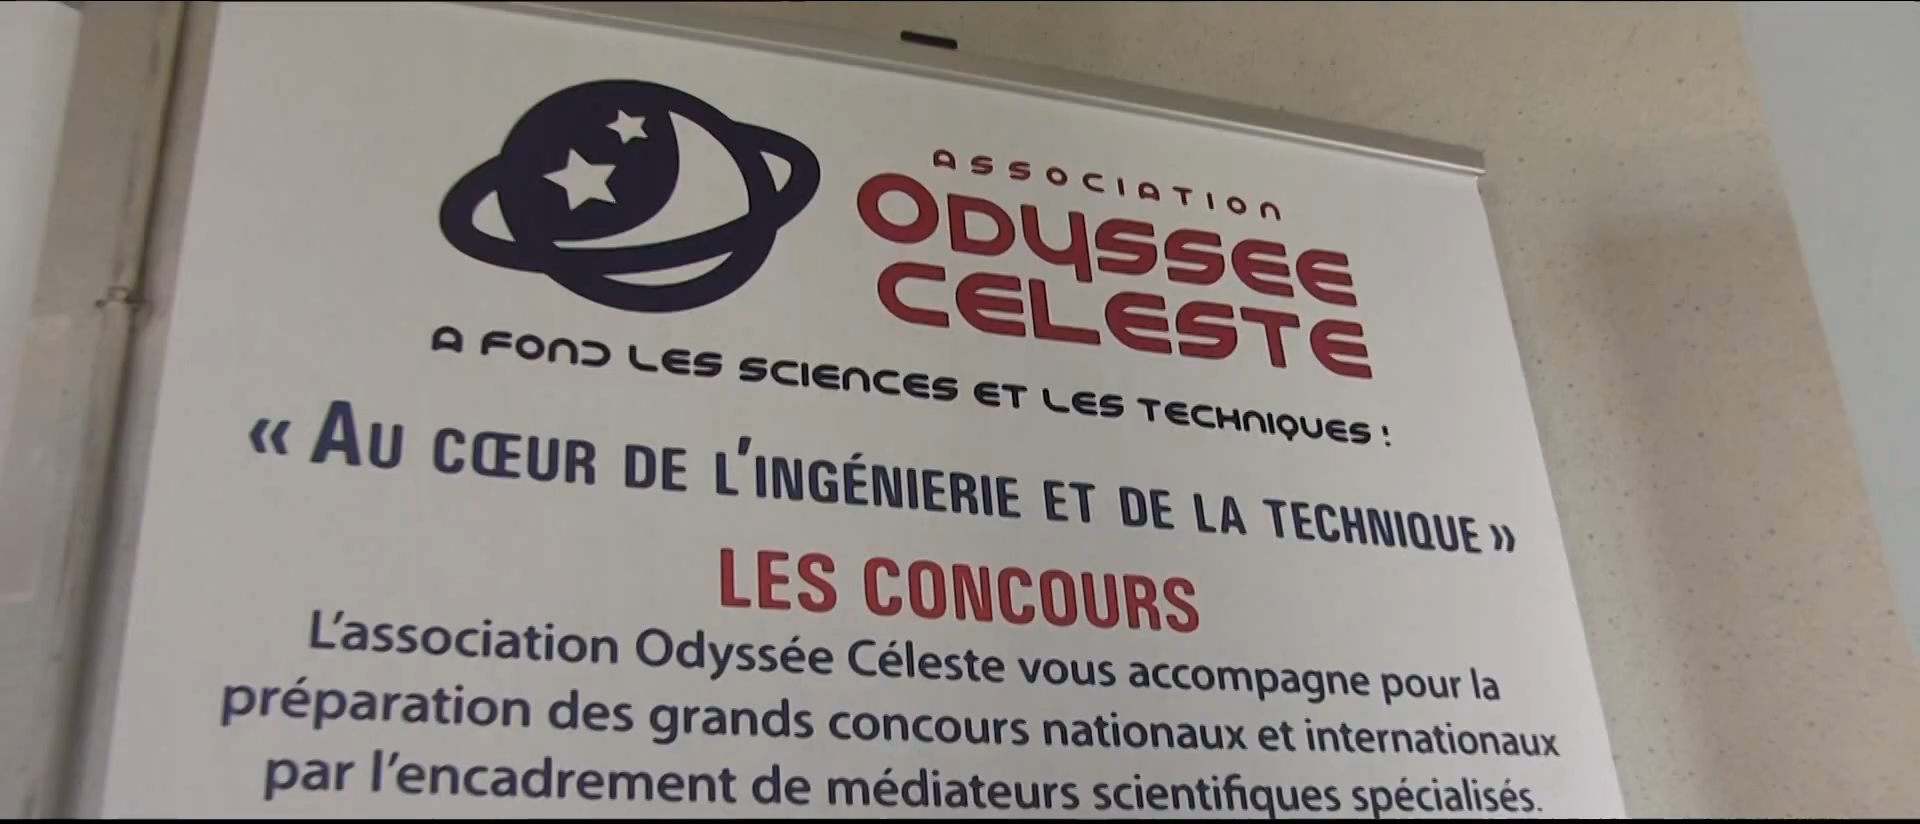 ASSOCIATION
ODYSSEE
CELESTE
A FOND LES SCIENCES ET LES TECHNIQUES !
« AU CŒUR DE L'INGÉNIERIE ET DE LA TECHNIQUE »
LES CONCOURS
L'association Odyssée Céleste vous accompagne pour la
préparation des grands concours nationaux et internationaux
par l'encadrement de médiateurs scientifiques spécialisés.